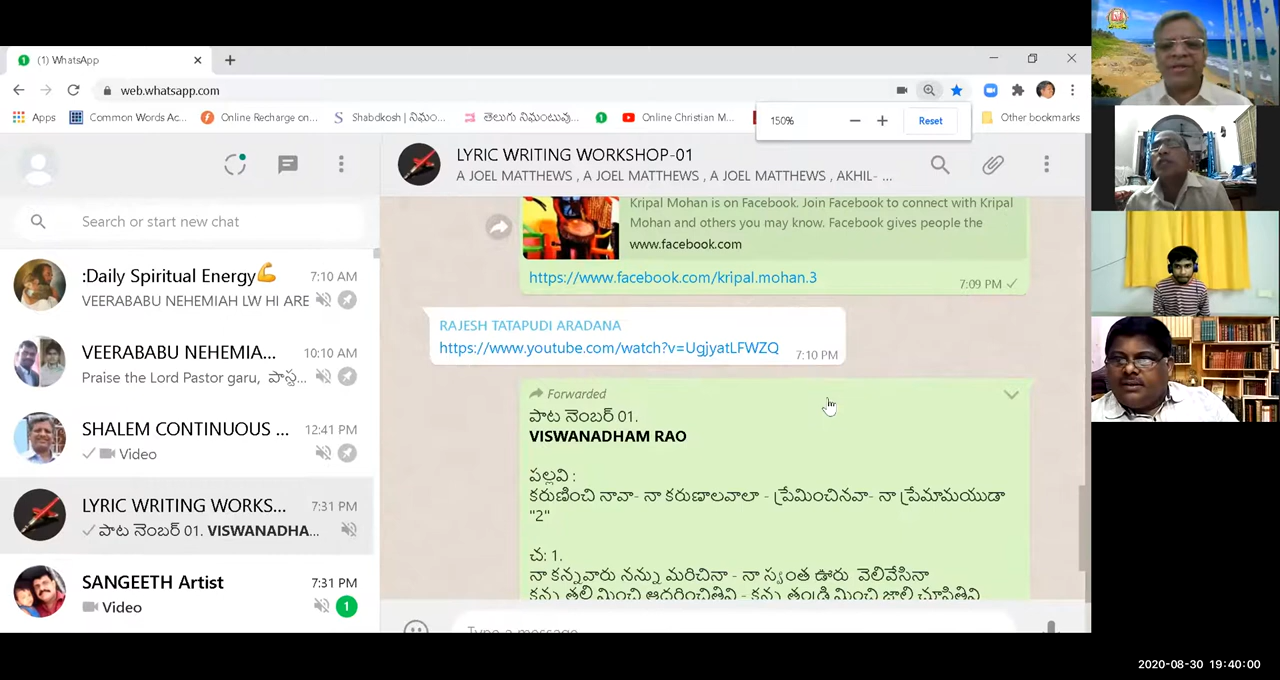 (1) WhatsApp
web.whatsapp.com
Apps
Common Words Ac...
Online Recharge on...
Shabdkosh | నిఘం...
తెలుగు నిఘంటువు...
Online Christian M...
Other bookmarks
150%
Reset
Search or start new chat
:Daily Spiritual Energy💪
7:10 AM
VEERABABU NEHEMIAH LW HI ARE
VEERABABU NEHEMIA...
10:10 AM
Praise the Lord Pastor garu, పాస్ట...
SHALEM CONTINUOUS ...
12:41 PM
Video
LYRIC WRITING WORKS...
7:31 PM
పాట నెంబర్ 01. VISWANADHA...
SANGEETH Artist
7:31 PM
Video
1
LYRIC WRITING WORKSHOP-01
A JOEL MATTHEWS , A JOEL MATTHEWS , A JOEL MATTHEWS , AKHIL- ...
Kripal Mohan is on Facebook. Join Facebook to connect with Kripal
Mohan and others you may know. Facebook gives people the
www.facebook.com
https://www.facebook.com/kripal.mohan.3
7:09 PM
RAJESH TATAPUDI ARADANA
https://www.youtube.com/watch?v=UgjyatLFWZQ
7:10 PM
Forwarded
పాట నెంబర్ 01.
VISWANADHAM RAO
పల్లవి :
కరుణించి నావా- నా కరుణాలవాలా - ప్రేమించినవా- నా ప్రేమామయుడా
"2"
చ: 1.
నా కన్నవారు నన్ను మరిచినా - నా స్వంత ఊరు వెలివేసినా
కన్న తల్లి మించి ఆదరించితివి - కన్న తండ్రి మించి జాలి చూపితివి
Type a message
2020-08-30 19:40:00